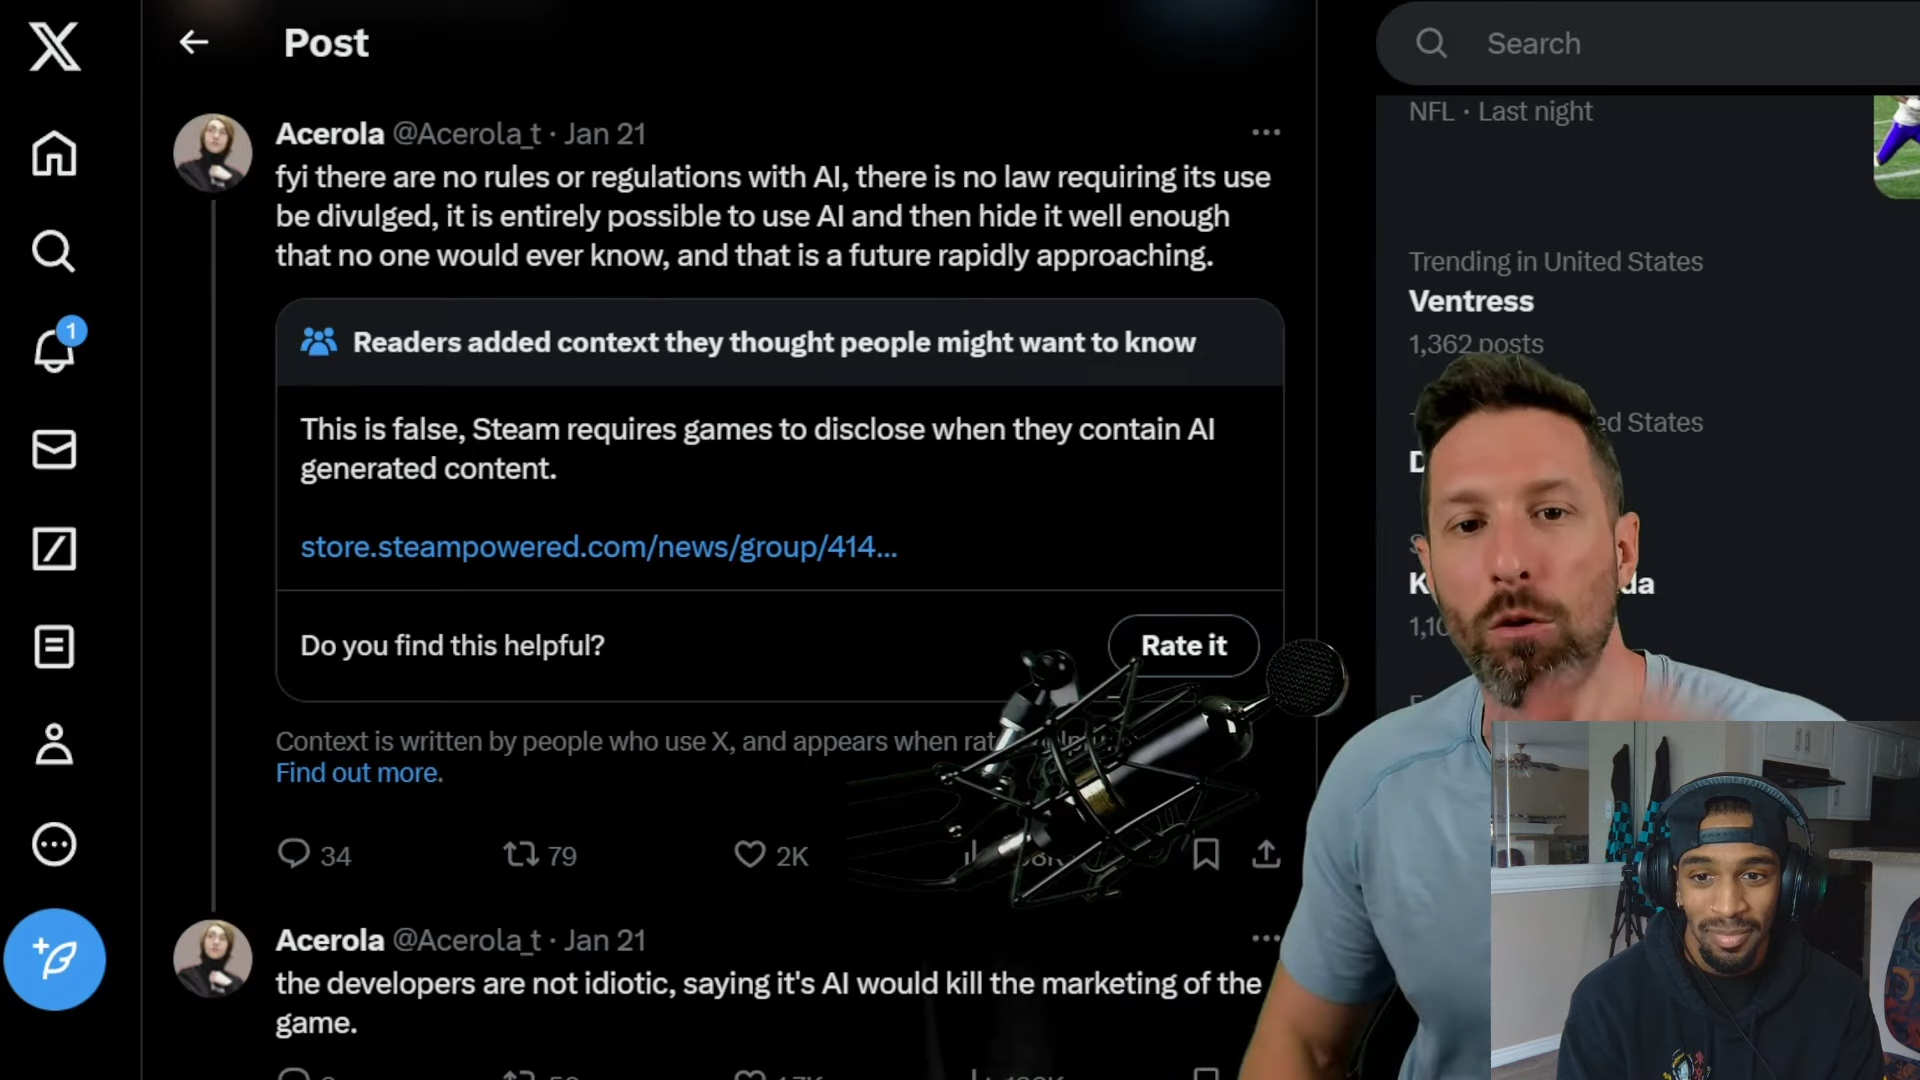 Post
Search
NFL · Last night
Acerola @Acerola_t · Jan 21
fyi there are no rules or regulations with AI, there is no law requiring its use
be divulged, it is entirely possible to use AI and then hide it well enough
that no one would ever know, and that is a future rapidly approaching.
Trending in United States
Ventress
1,362 posts
1
Readers added context they thought people might want to know
This is false, Steam requires games to disclose when they contain AI
generated content.
store.steampowered.com/news/group/414...
ed States
Do you find this helpful?
Rate it
Context is written by people who use X, and appears when
Find out more.
34
79
2K
Acerola @Acerola_t · Jan 21
the developers are not idiotic, saying it's AI would kill the marketing of the
game.